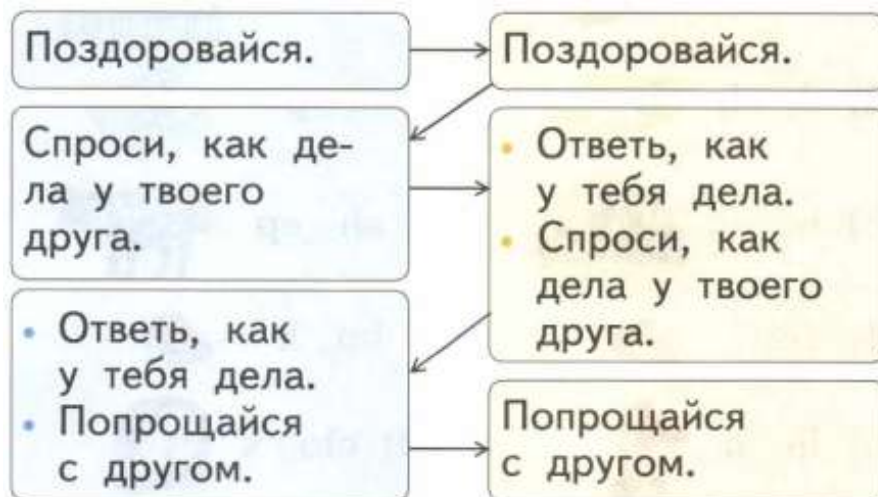 Поздоровайся.
Поздоровайся.
Спроси, как де-
ла у твоего
друга.
• Ответь, как
у тебя дела.
• Спроси, как
дела у твоего
друга.
• Ответь, как
у тебя дела.
• Попрощайся
с другом.
Попрощайся
с другом.